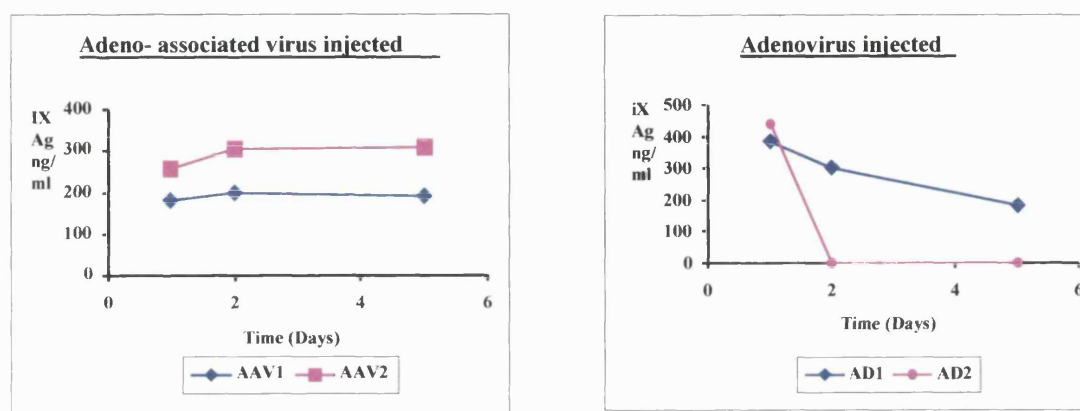 Adeno- associated virus injected
IX
Ag
ng/
ml
400
300
200
100
0
0 2 4 6
Time (Days)
AAV1 AAV2
Adenovirus injected
iX
Ag
ng/
ml
500
400
300
200
100
0
0 2 4 6
Time (Days)
AD1 AD2